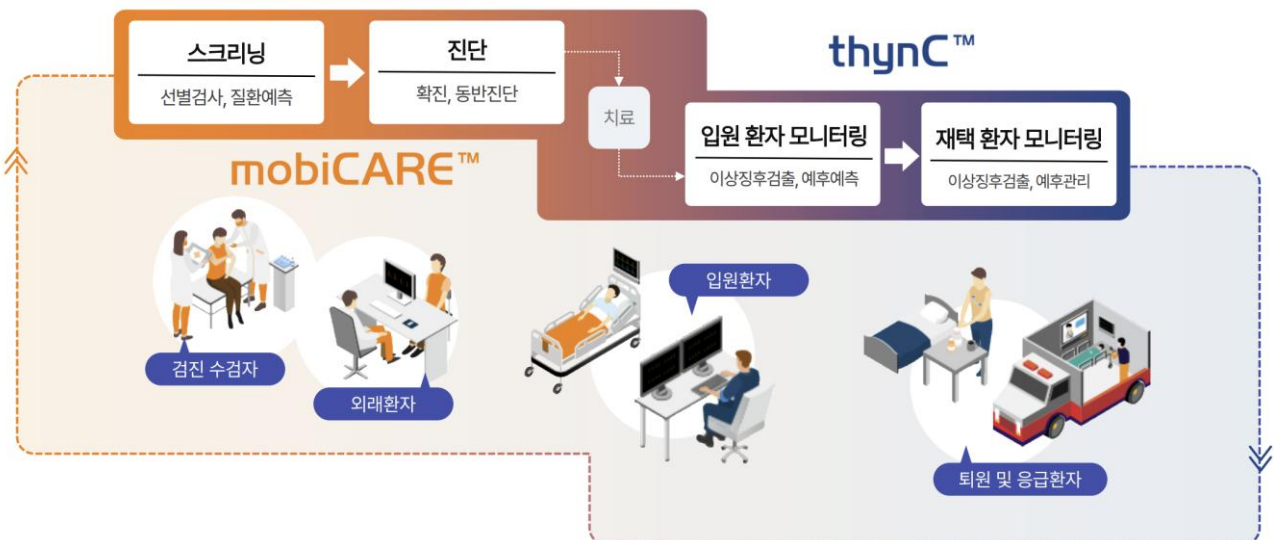 스크리닝
선별검사, 질환예측
진단
확진, 동반진단
thynC™
치료
입원 환자 모니터링
이상징후검출, 예후예측
재택 환자 모니터링
이상징후검출, 예후관리
mobiCARE™
검진 수검자
외래환자
입원환자
퇴원 및 응급환자